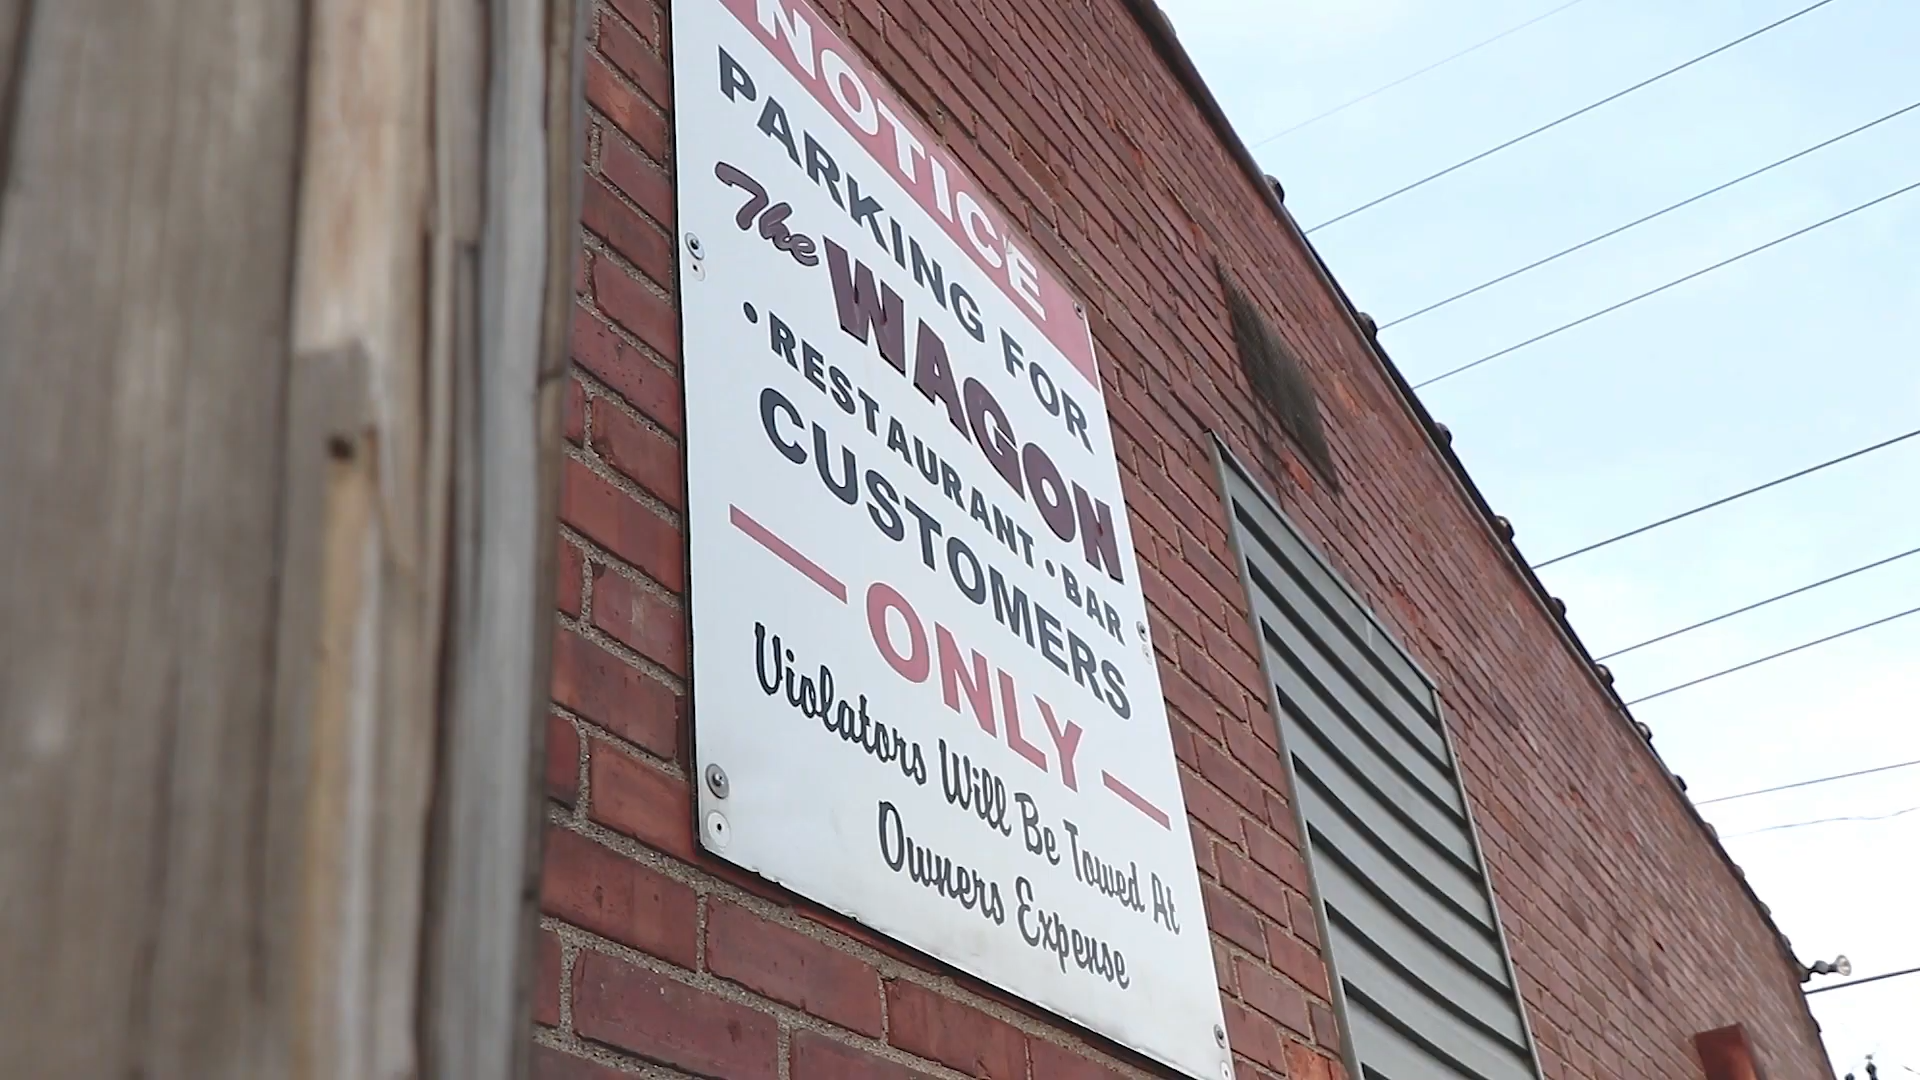 NOTICE
PARKING FOR
The WAGON
• RESTAURANT • BAR
CUSTOMERS
— ONLY —
Violators Will Be Towed At
Owners Expense